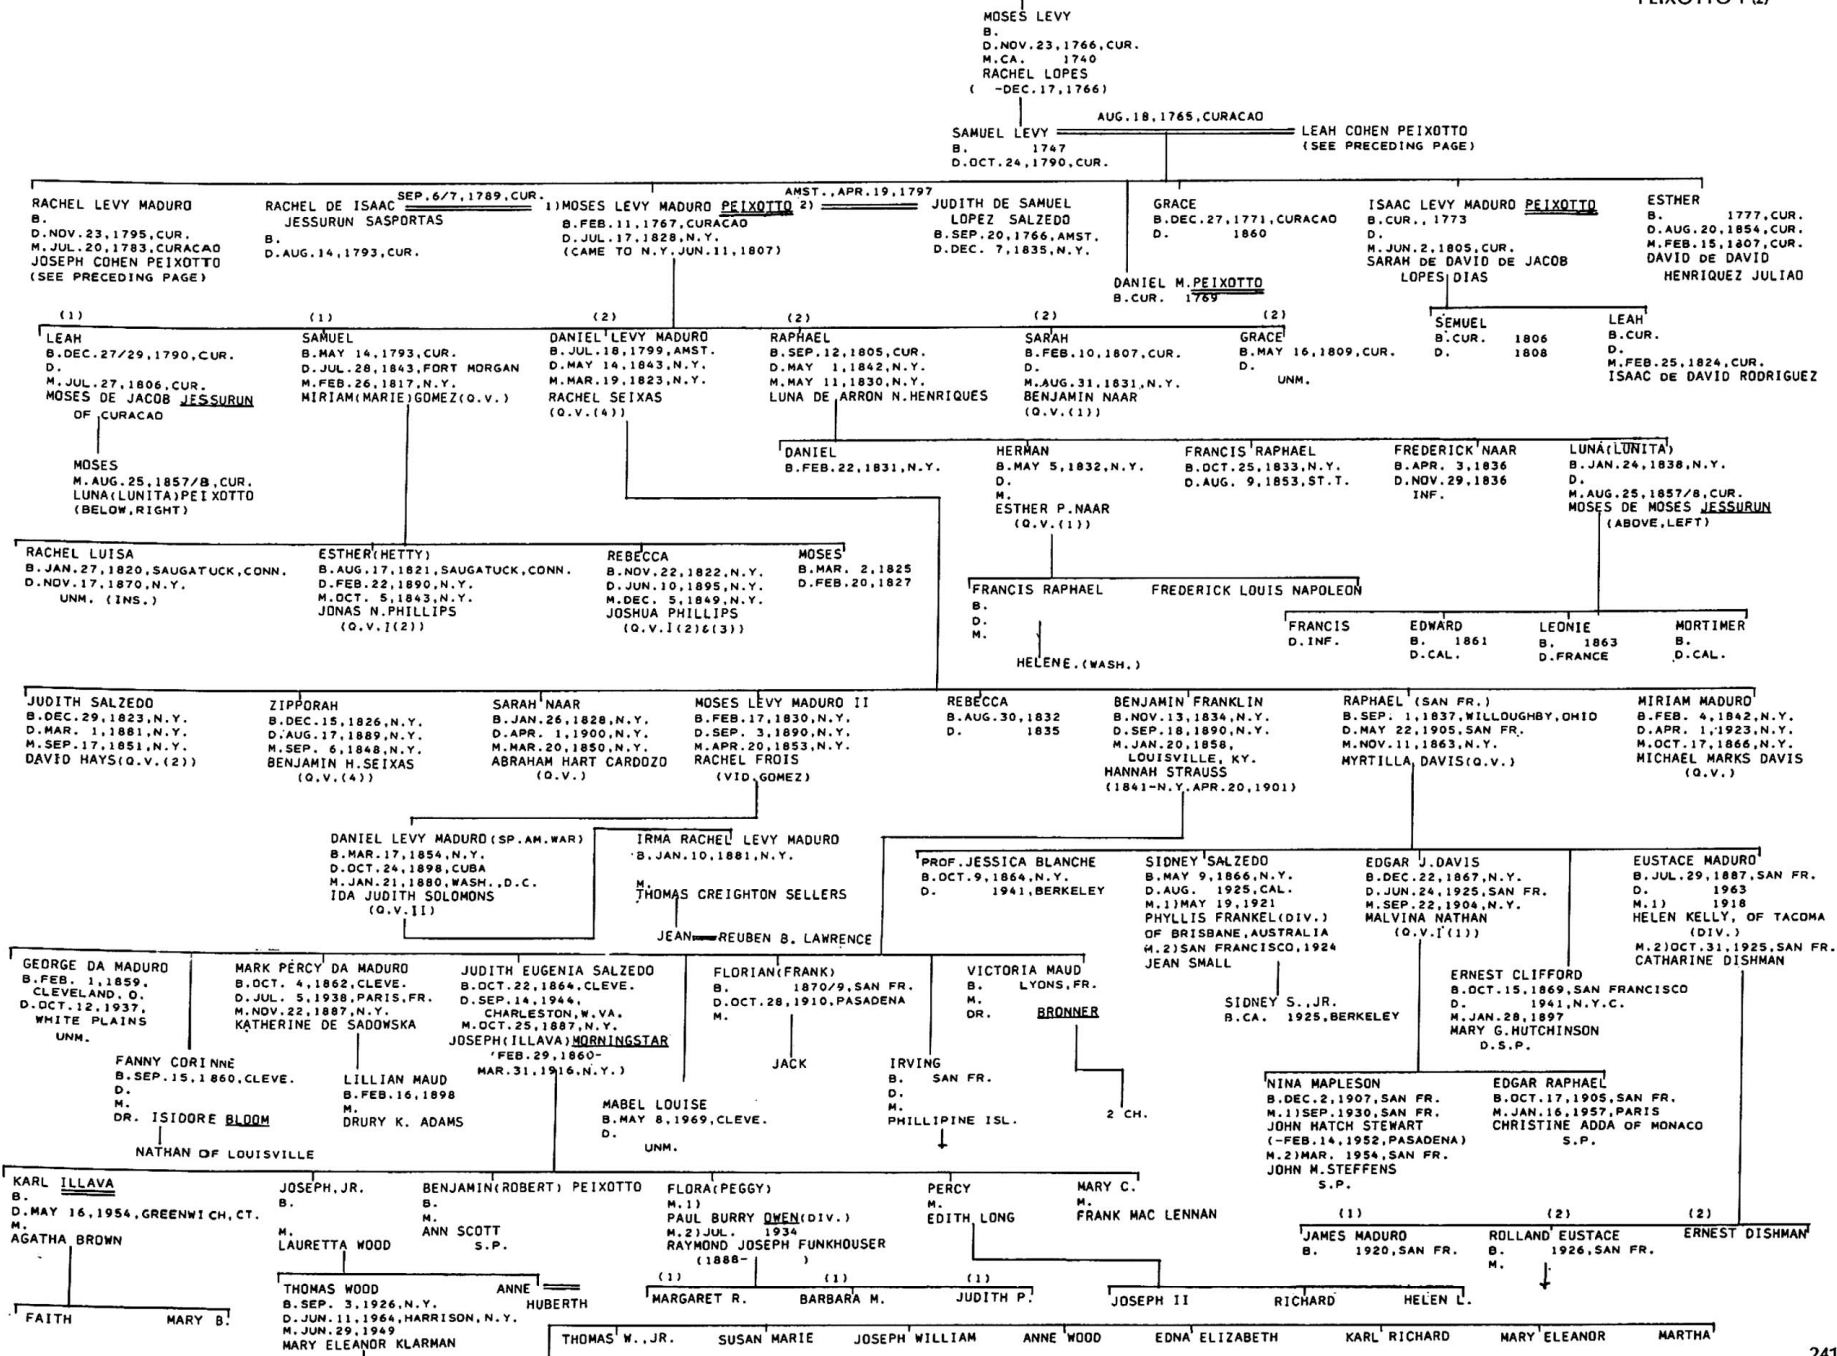 PEIXOTTO I (2)
MOSES LEVY
B.
D.NOV.23,1766,CUR.
M.CA. 1740
RACHEL LOPES
( -DEC.17,1766)
AUG.18,1765,CURACAO
SAMUEL LEVY
B. 1747
D.OCT.24,1790,CUR.
LEAH COHEN PEIXOTTO
(SEE PRECEDING PAGE)
RACHEL LEVY MADURO
B.
D.NOV.23,1795,CUR.
M.JUL.20,1783,CURACAO
JOSEPH COHEN PEIXOTTO
(SEE PRECEDING PAGE)
RACHEL DE ISAAC
JESSURUN SASPORTAS
B.
D.AUG.14,1793,CUR.
SEP.6/7,1789,CUR.
1)MOSES LEVY MADURO PEIXOTTO 2)
B.FEB.11,1767,CURACAO
D.JUL.17,1828,N.Y.
(CAME TO N.Y.JUN.11,1807)
AMST.,APR.19,1797
JUDITH DE SAMUEL
LOPEZ SALZEDO
B.SEP.20,1766,AMST.
D.DEC. 7,1835,N.Y.
DANIEL M.PEIXOTTO
B.CUR. 1769
GRACE
B.DEC.27,1771,CURACAO
D. 1860
ISAAC LEVY MADURO PEIXOTTO
B.CUR., 1773
D.
M.JUN.2,1805,CUR.
SARAH DE DAVID DE JACOB
LOPES DIAS
ESTHER
B. 1777,CUR.
D.AUG.20,1854,CUR.
M.FEB.15,1807,CUR.
DAVID DE DAVID
HENRIQUEZ JULIAO
(1)
LEAH
B.DEC.27/29,1790,CUR.
D.
M.JUL.27,1806,CUR.
MOSES DE JACOB JESSURUN
OF CURACAO
(1)
SAMUEL
B.MAY 14,1793,CUR.
D.JUL.28,1843,FORT MORGAN
M.FEB.26,1817,N.Y.
MIRIAM(MARIE)GOMEZ(Q.V.)
(2)
DANIEL LEVY MADURO
B.JUL.18,1799,AMST.
D.MAY 14,1843,N.Y.
M.MAR.19,1823,N.Y.
RACHEL SEIXAS
(Q.V.(4))
(2)
RAPHAEL
B.SEP.12,1805,CUR.
D.MAY 1,1842,N.Y.
M.MAY 11,1830,N.Y.
LUNA DE ARRON N.HENRIQUES
(2)
SARAH
B.FEB.10,1807,CUR.
D.
M.AUG.31,1831,N.Y.
BENJAMIN NAAR
(Q.V.(1))
(2)
GRACE
B.MAY 16,1809,CUR.
D.
UNM.
SEMUEL
B.CUR. 1806
D. 1808
LEAH
B.CUR.
D.
M.FEB.25,1824,CUR.
ISAAC DE DAVID RODRIGUEZ
MOSES
M.AUG.25,1857/8,CUR.
LUNA(LUNITA)PEIXOTTO
(BELOW,RIGHT)
DANIEL
B.FEB.22,1831,N.Y.
HERMAN
B.MAY 5,1832,N.Y.
D.
M.
ESTHER P.NAAR
(Q.V.(1))
FRANCIS RAPHAEL
B.OCT.25,1833,N.Y.
D.AUG. 9,1853,ST.T.
FREDERICK NAAR
B.APR. 3,1836
D.NOV.29,1836
INF.
LUNA(LUNITA)
B.JAN.24,1838,N.Y.
D.
M.AUG.25,1857/8,CUR.
MOSES DE MOSES JESSURUN
(ABOVE,LEFT)
RACHEL LUISA
B.JAN.27,1820,SAUGATUCK,CONN.
D.NOV.17,1870,N.Y.
UNM. (INS.)
ESTHER(HETTY)
B.AUG.17,1821,SAUGATUCK,CONN.
D.FEB.22,1890,N.Y.
M.OCT. 5,1843,N.Y.
JONAS N.PHILLIPS
(Q.V.I(2))
REBECCA
B.NOV.22,1822,N.Y.
D.JUN.10,1895,N.Y.
M.DEC. 5,1849,N.Y.
JOSHUA PHILLIPS
(Q.V.I(2)&(3))
MOSES
B.MAR. 2,1825
D.FEB.20,1827
FRANCIS RAPHAEL
B.
D.
M.
HELENE.(WASH.)
FREDERICK LOUIS NAPOLEON
FRANCIS
D.INF.
EDWARD
B. 1861
D.CAL.
LEONIE
B. 1863
D.FRANCE
MORTIMER
B.
D.CAL.
JUDITH SALZEDO
B.DEC.29,1823,N.Y.
D.MAR. 1,1881,N.Y.
M.SEP.17,1851,N.Y.
DAVID HAYS(Q.V.(2))
ZIPPORAH
B.DEC.15,1826,N.Y.
D.AUG.17,1889,N.Y.
M.SEP. 6,1848,N.Y.
BENJAMIN H.SEIXAS
(Q.V.(4))
SARAH NAAR
B.JAN.26,1828,N.Y.
D.APR. 1,1900,N.Y.
M.MAR.20,1850,N.Y.
ABRAHAM HART CARDOZO
(Q.V.)
MOSES LEVY MADURO II
B.FEB.17,1830,N.Y.
D.SEP. 3,1890,N.Y.
M.APR.20,1853,N.Y.
RACHEL FROIS
(VID.GOMEZ)
REBECCA
B.AUG.30,1832
D. 1835
BENJAMIN FRANKLIN
B.NOV.13,1834,N.Y.
D.SEP.18,1890,N.Y.
M.JAN.20,1858,
LOUISVILLE, KY.
HANNAH STRAUSS
(1841-N.Y.APR.20,1901)
RAPHAEL (SAN FR.)
B.SEP. 1,1837,WILLOUGHBY,OHIO
D.MAY 22,1905,SAN FR.
M.NOV.11,1863,N.Y.
MYRTILLA DAVIS(Q.V.)
MIRIAM MADURO
B.FEB. 4,1842,N.Y.
D.APR. 1,1923,N.Y.
M.OCT.17,1866,N.Y.
MICHAEL MARKS DAVIS
(Q.V.)
DANIEL LEVY MADURO(SP.AM.WAR)
B.MAR.17,1854,N.Y.
D.OCT.24,1898,CUBA
M.JAN.21,1880,WASH.,D.C.
IDA JUDITH SOLOMONS
(Q.V.II)
IRMA RACHEL LEVY MADURO
B.JAN.10,1881,N.Y.
M.
THOMAS CREIGHTON SELLERS
JEAN REUBEN B. LAWRENCE
PROF.JESSICA BLANCHE
B.OCT.9,1864,N.Y.
D. 1941,BERKELEY
SIDNEY SALZEDO
B.MAY 9,1866,N.Y.
D.AUG. 1925,CAL.
M.1)MAY 19,1921
PHYLLIS FRANKEL(DIV.)
OF BRISBANE,AUSTRALIA
M.2)SAN FRANCISCO,1924
JEAN SMALL
EDGAR J.DAVIS
B.DEC.22,1867,N.Y.
D.JUN.24,1925,SAN FR.
M.SEP.22,1904,N.Y.
MALVINA NATHAN
(Q.V.I(1))
EUSTACE MADURO
B.JUL.29,1887,SAN FR.
D. 1963
M.1) 1918
HELEN KELLY, OF TACOMA
(DIV.)
M.2)OCT.31,1925,SAN FR.
CATHARINE DISHMAN
GEORGE DA MADURO
B.FEB. 1,1859,
CLEVELAND, O.
D.OCT.12,1937,
WHITE PLAINS
UNM.
MARK PERCY DA MADURO
B.OCT. 4,1862,CLEVE.
D.JUL. 5,1938,PARIS,FR.
M.NOV.22,1887,N.Y.
KATHERINE DE SADOWSKA
JUDITH EUGENIA SALZEDO
B.OCT.22,1864,CLEVE.
D.SEP.14,1944,
CHARLESTON,W.VA.
M.OCT.25,1887,N.Y.
JOSEPH(ILLAVA)MORNINGSTAR
(FEB.29,1860-
MAR.31,1916,N.Y.)
FLORIAN(FRANK)
B. 1870/9,SAN FR.
D.OCT.28,1910,PASADENA
M.
VICTORIA MAUD
B. LYONS,FR.
M.
DR. BRONNER
ERNEST CLIFFORD
B.OCT.15,1869,SAN FRANCISCO
D. 1941,N.Y.C.
M.JAN.28,1897
MARY G.HUTCHINSON
D.S.P.
SIDNEY S.,JR.
B.CA. 1925,BERKELEY
FANNY CORINNE
B.SEP.15,1860,CLEVE.
D.
M.
DR. ISIDORE BLOOM
NATHAN OF LOUISVILLE
LILLIAN MAUD
B.FEB.16,1898
M.
DRURY K. ADAMS
MABEL LOUISE
B.MAY 8,1969,CLEVE.
D.
UNM.
JACK
IRVING
B. SAN FR.
D.
M.
PHILLIPINE ISL.
2 CH.
NINA MAPLESON
B.DEC.2,1907,SAN FR.
M.1)SEP.1930,SAN FR.
JOHN HATCH STEWART
(-FEB.14,1952,PASADENA)
M.2)MAR. 1954,SAN FR.
JOHN M.STEFFENS
S.P.
EDGAR RAPHAEL
B.OCT.17,1905,SAN FR.
M.JAN.16,1957,PARIS
CHRISTINE ADDA OF MONACO
S.P.
KARL ILLAVA
B.
D.MAY 16,1954,GREENWICH,CT.
M.
AGATHA BROWN
JOSEPH,JR.
B.
M.
LAURETTA WOOD
BENJAMIN(ROBERT) PEIXOTTO
B.
M.
ANN SCOTT
S.P.
FLORA(PEGGY)
M.1)
PAUL BURRY OWEN(DIV.)
M.2)JUL. 1934
RAYMOND JOSEPH FUNKHOUSER
(1888- )
PERCY
M.
EDITH LONG
MARY C.
M.
FRANK MAC LENNAN
(1)
JAMES MADURO
B. 1920,SAN FR.
(2)
ROLLAND EUSTACE
B. 1926,SAN FR.
M.
(2)
ERNEST DISHMAN
FAITH
MARY B.
THOMAS WOOD
B.SEP. 3,1926,N.Y.
D.JUN.11,1964,HARRISON,N.Y.
M.JUN.29,1949
MARY ELEANOR KLARMAN
ANNE
HUBERTH
(1)
MARGARET R.
(1)
BARBARA M.
(1)
JUDITH P.
JOSEPH II
RICHARD
HELEN L.
THOMAS W.,JR.
SUSAN MARIE
JOSEPH WILLIAM
ANNE WOOD
EDNA ELIZABETH
KARL RICHARD
MARY ELEANOR
MARTHA
241